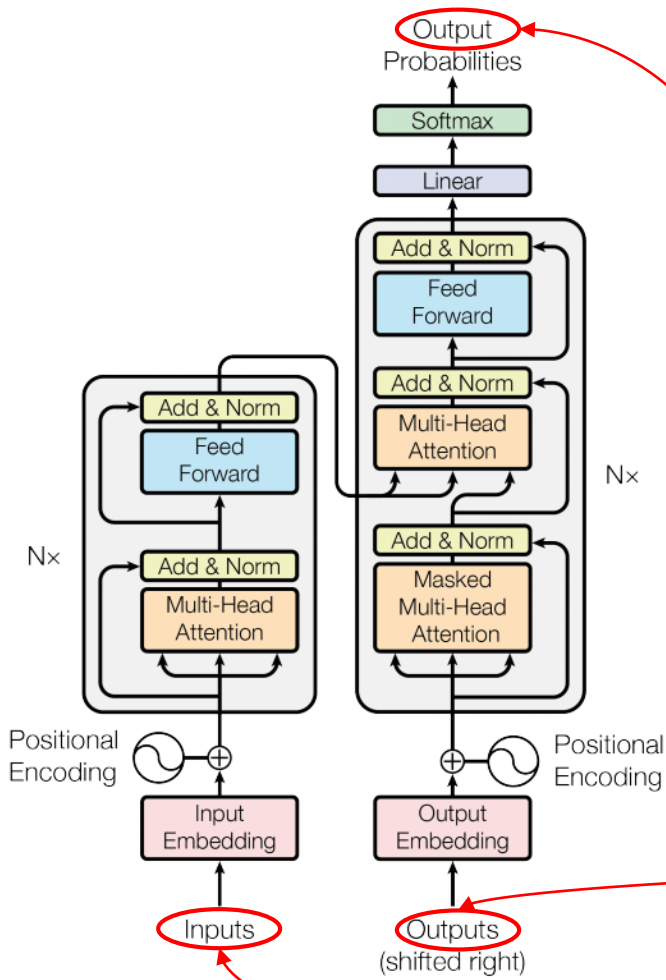 Output
Probabilities
Softmax
Linear
Add & Norm
Feed
Forward
Add & Norm
Multi-Head
Attention
Add & Norm
Masked
Multi-Head
Attention
Nx
Add & Norm
Feed
Forward
Add & Norm
Multi-Head
Attention
Nx
Positional
Encoding
Positional
Encoding
Input
Embedding
Output
Embedding
Inputs
Outputs
(shifted right)